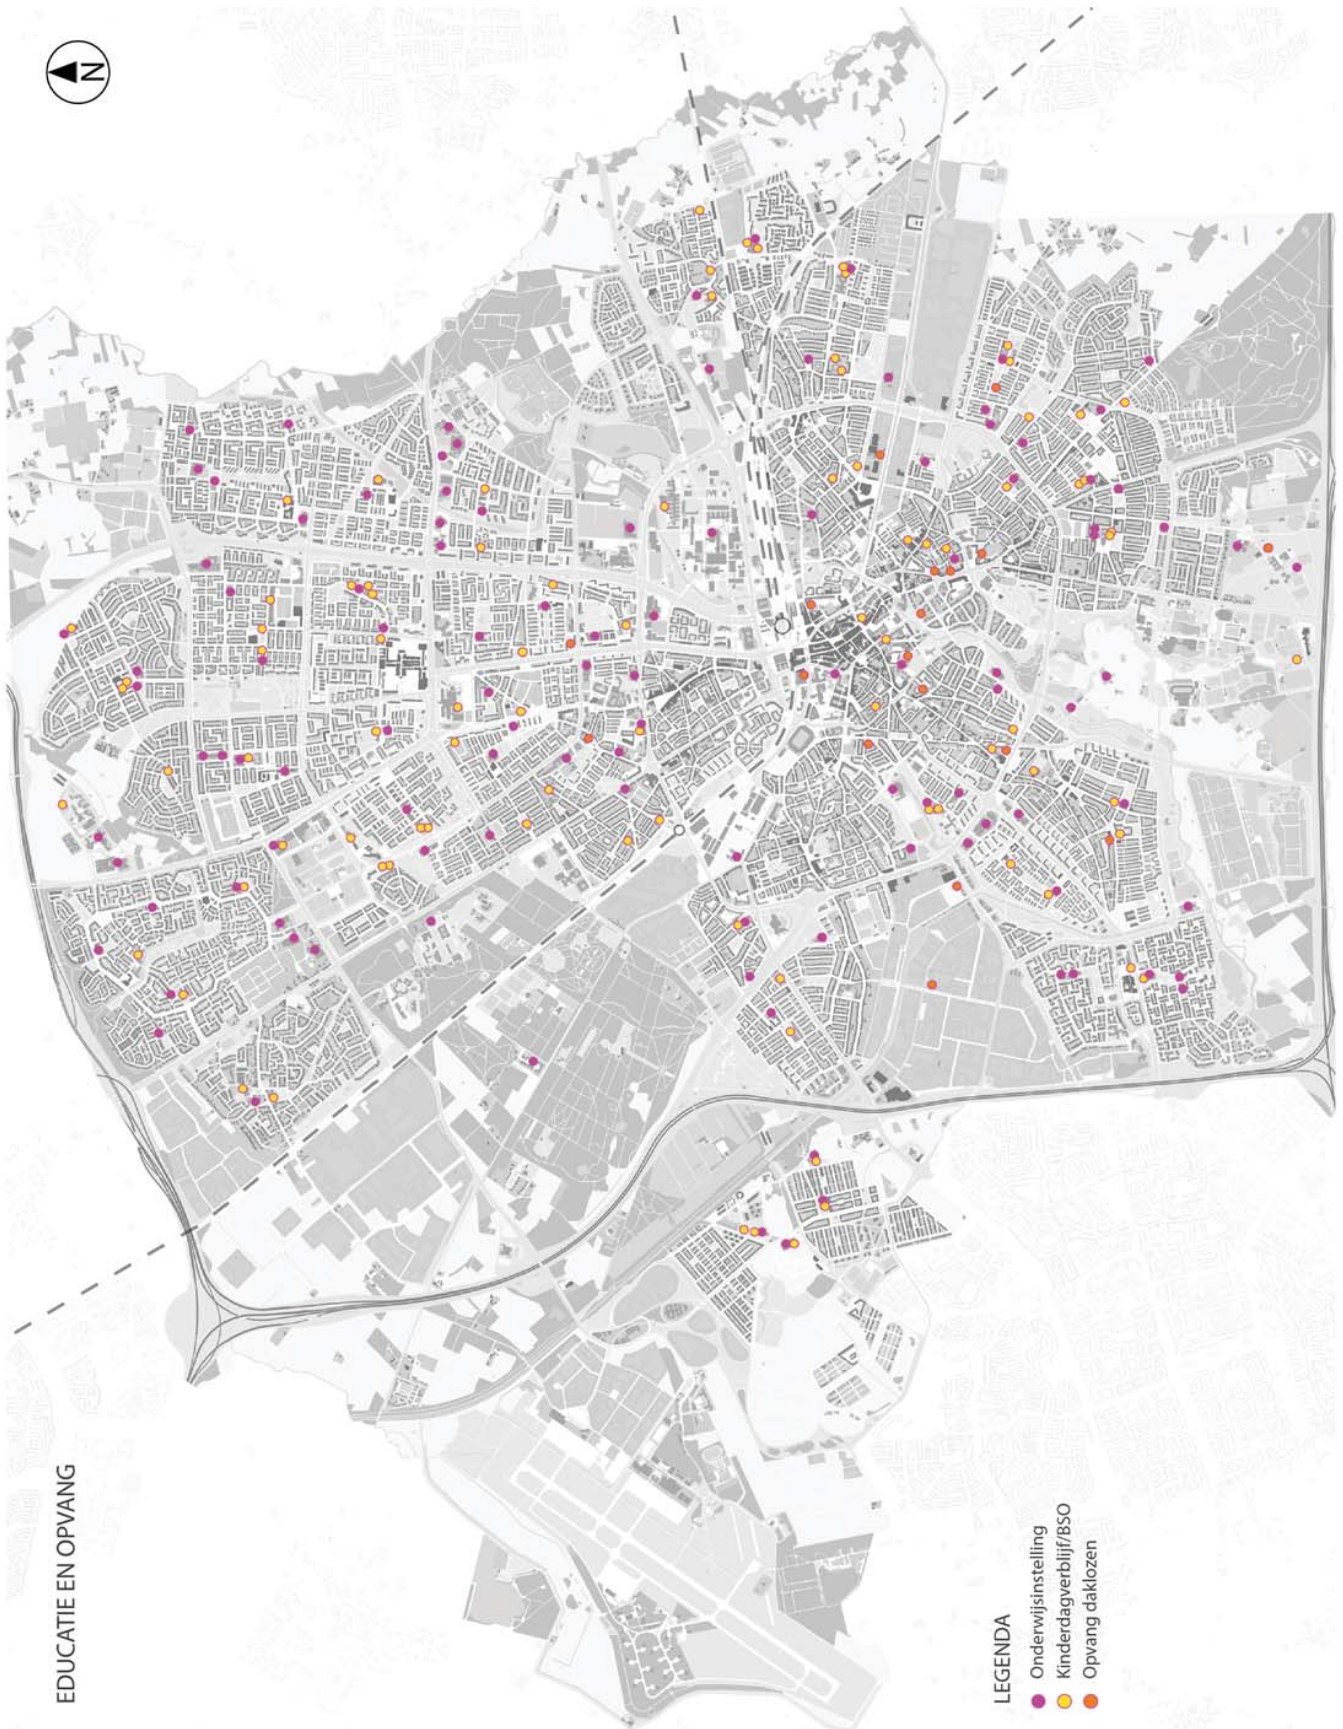 EDUCATIE EN OPVANG
N
LEGENDA
Onderwijsinstelling
Kinderdagverblijf/BSO
Opvang daklozen